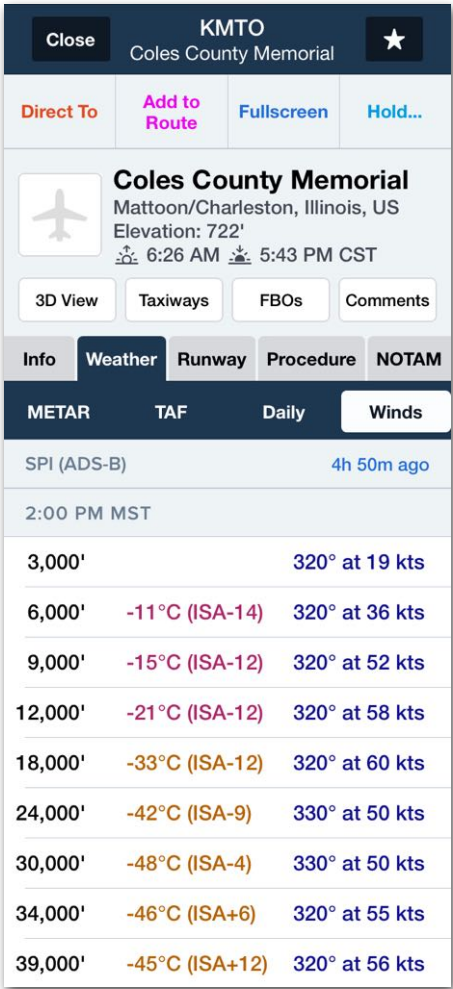 Close
KMTO
Coles County Memorial
Direct To
Add to
Route
Fullscreen
Hold...
Coles County Memorial
Mattoon/Charleston, Illinois, US
Elevation: 722'
6:26 AM 5:43 PM CST
3D View Taxiways FBOs Comments
Info Weather Runway Procedure NOTAM
METAR TAF Daily Winds
SPI (ADS-B) 4h 50m ago
2:00 PM MST
3,000' 320° at 19 kts
6,000' -11°C (ISA-14) 320° at 36 kts
9,000' -15°C (ISA-12) 320° at 52 kts
12,000' -21°C (ISA-12) 320° at 58 kts
18,000' -33°C (ISA-12) 320° at 60 kts
24,000' -42°C (ISA-9) 330° at 50 kts
30,000' -48°C (ISA-4) 330° at 50 kts
34,000' -46°C (ISA+6) 320° at 55 kts
39,000' -45°C (ISA+12) 320° at 56 kts